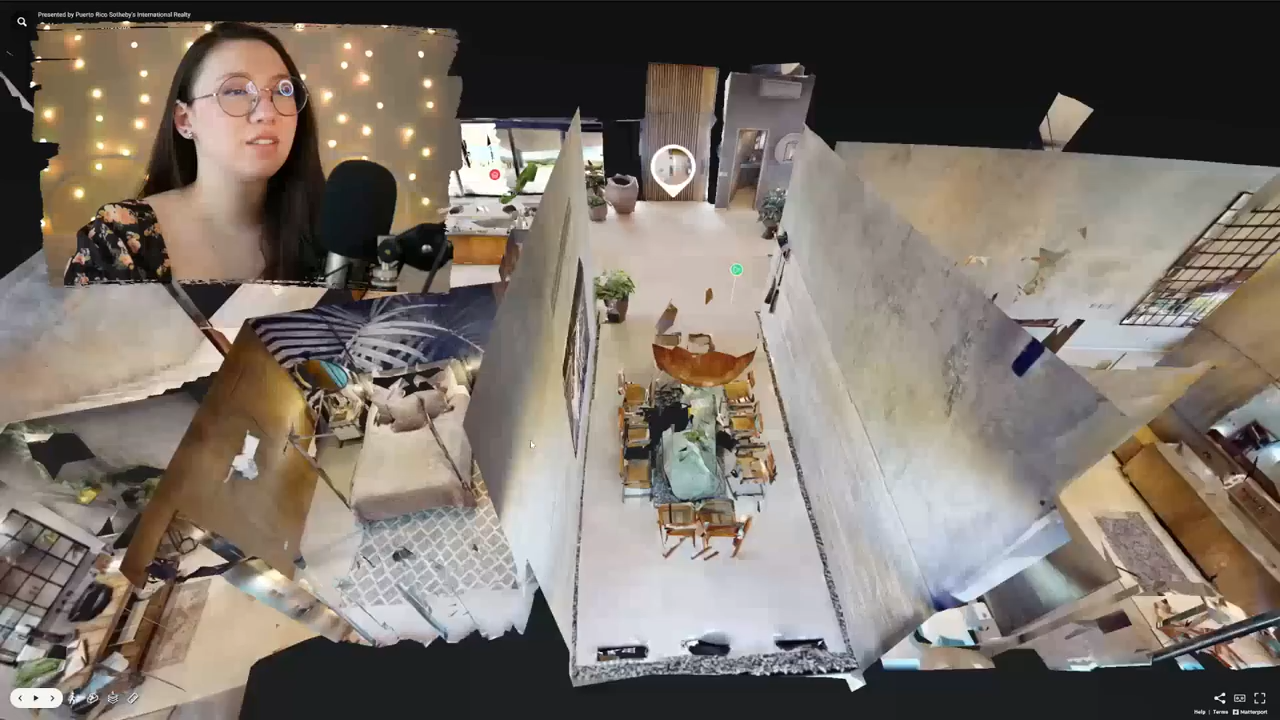 Presented by Puerto Rico Sotheby's International Realty
Help | Terms Matterport